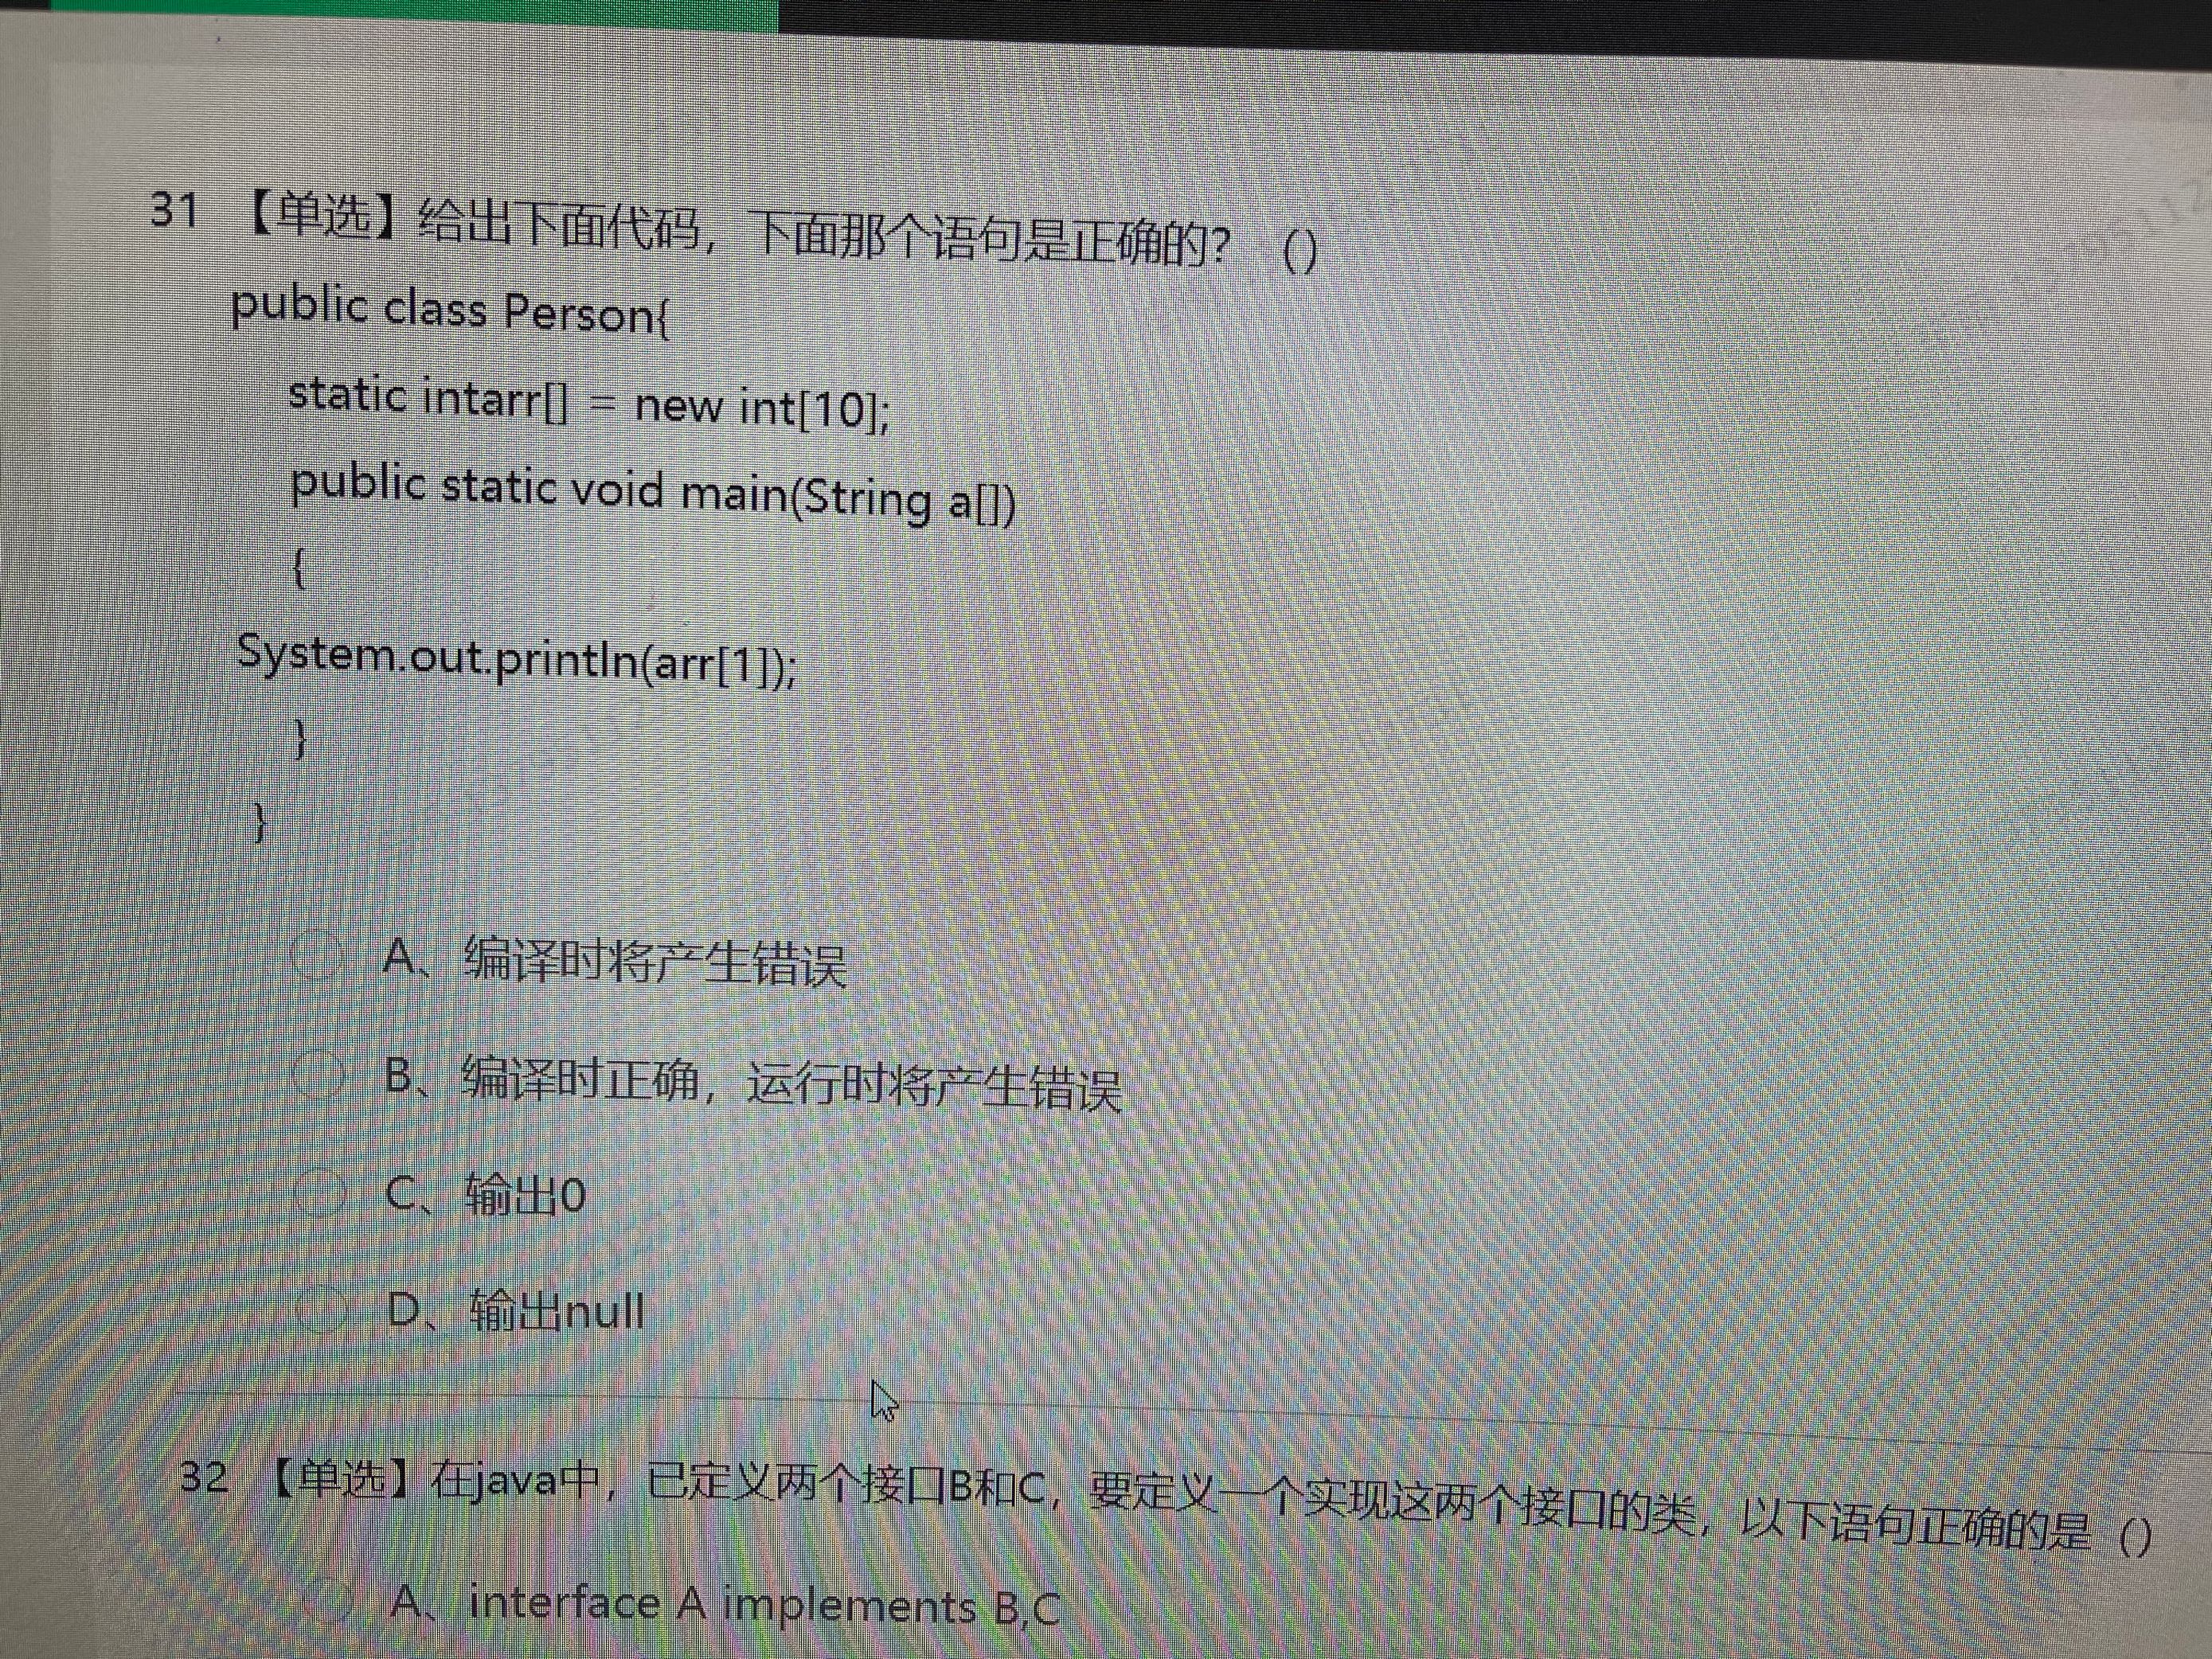 31 【单选】给出下面代码，下面那个语句是正确的？ ()
public class Person{
static intarr[] = new int[10];
public static void main(String a[])
{
System.out.println(arr[1]);
}
}
A、编译时将产生错误
B、编译时正确，运行时将产生错误
C、输出0
D、输出null
32 【单选】在java中，已定义两个接口B和C，要定义一个实现这两个接口的类，以下语句正确的是 ()
A、interface A implements B,C